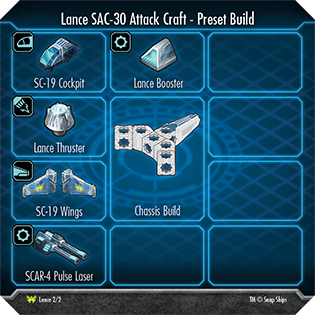 Lance SAC-30 Attack Craft - Preset Build
SC-19 Cockpit
Lance Booster
Lance Thruster
SC-19 Wings
Chassis Build
SCAR-4 Pulse Laser
Lance 2/2
TM © Snap Ships